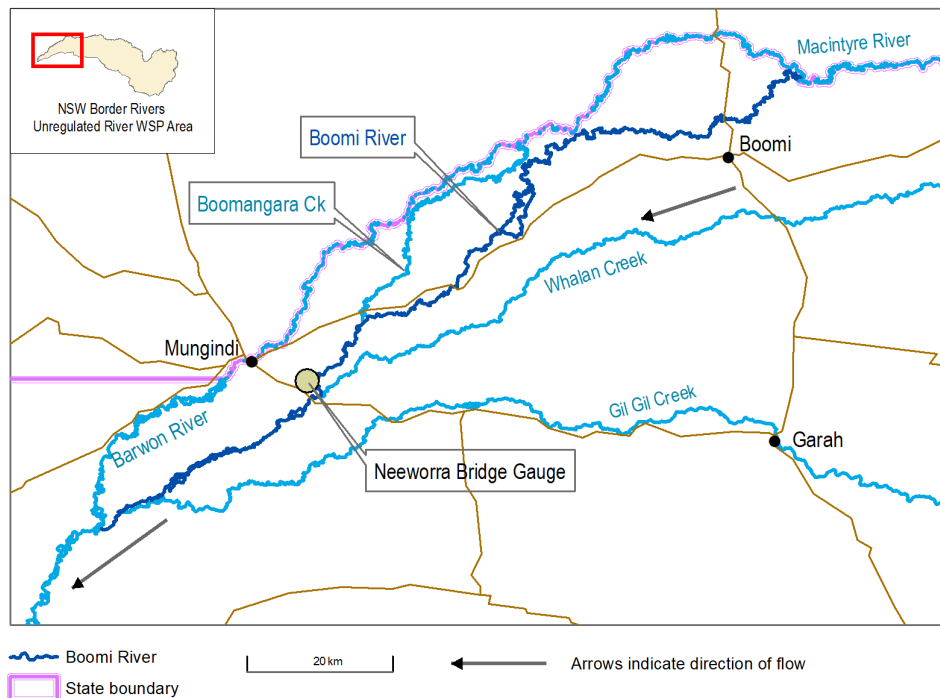 NSW Border Rivers
Unregulated River WSP Area
Macintyre River
Boomi River
Boomi
Boomangara Ck
Whalan Creek
Mungindi
Gil Gil Creek
Barwon River
Garah
Neeworra Bridge Gauge
Boomi River
20 km
Arrows indicate direction of flow
State boundary